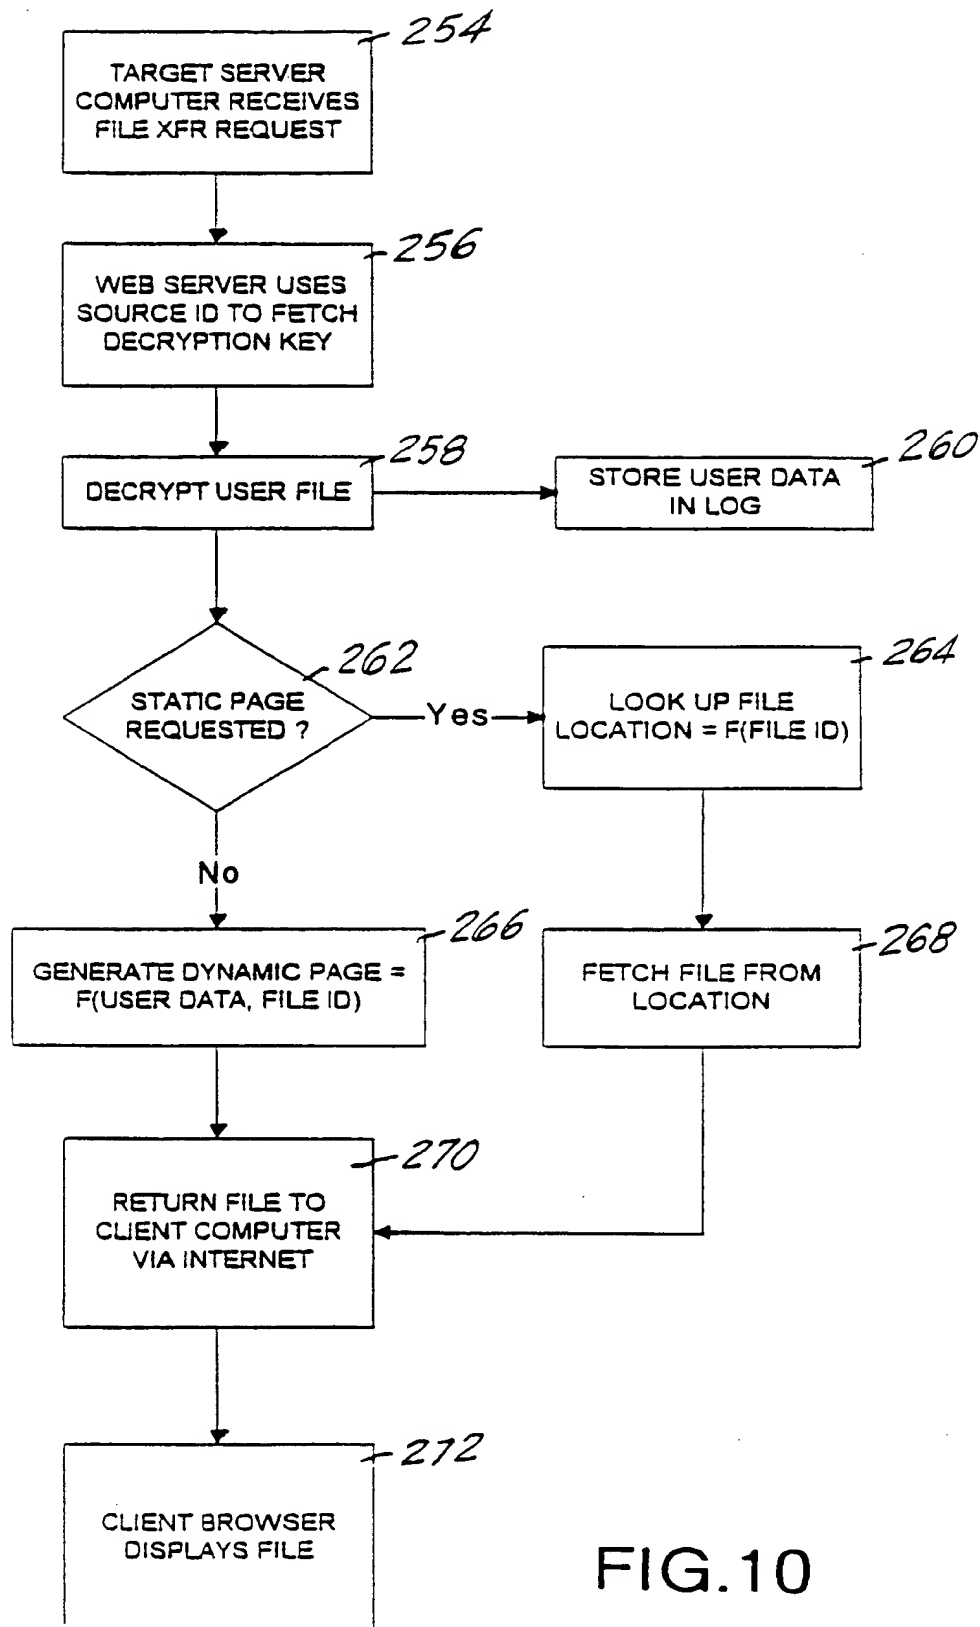 254
TARGET SERVER
COMPUTER RECEIVES
FILE XFR REQUEST
256
WEB SERVER USES
SOURCE ID TO FETCH
DECRYPTION KEY
258
DECRYPT USER FILE
260
STORE USER DATA
IN LOG
262
STATIC PAGE
REQUESTED ?
Yes
264
LOOK UP FILE
LOCATION = F(FILE ID)
No
266
GENERATE DYNAMIC PAGE =
F(USER DATA, FILE ID)
268
FETCH FILE FROM
LOCATION
270
RETURN FILE TO
CLIENT COMPUTER
VIA INTERNET
272
CLIENT BROWSER
DISPLAYS FILE
FIG.10